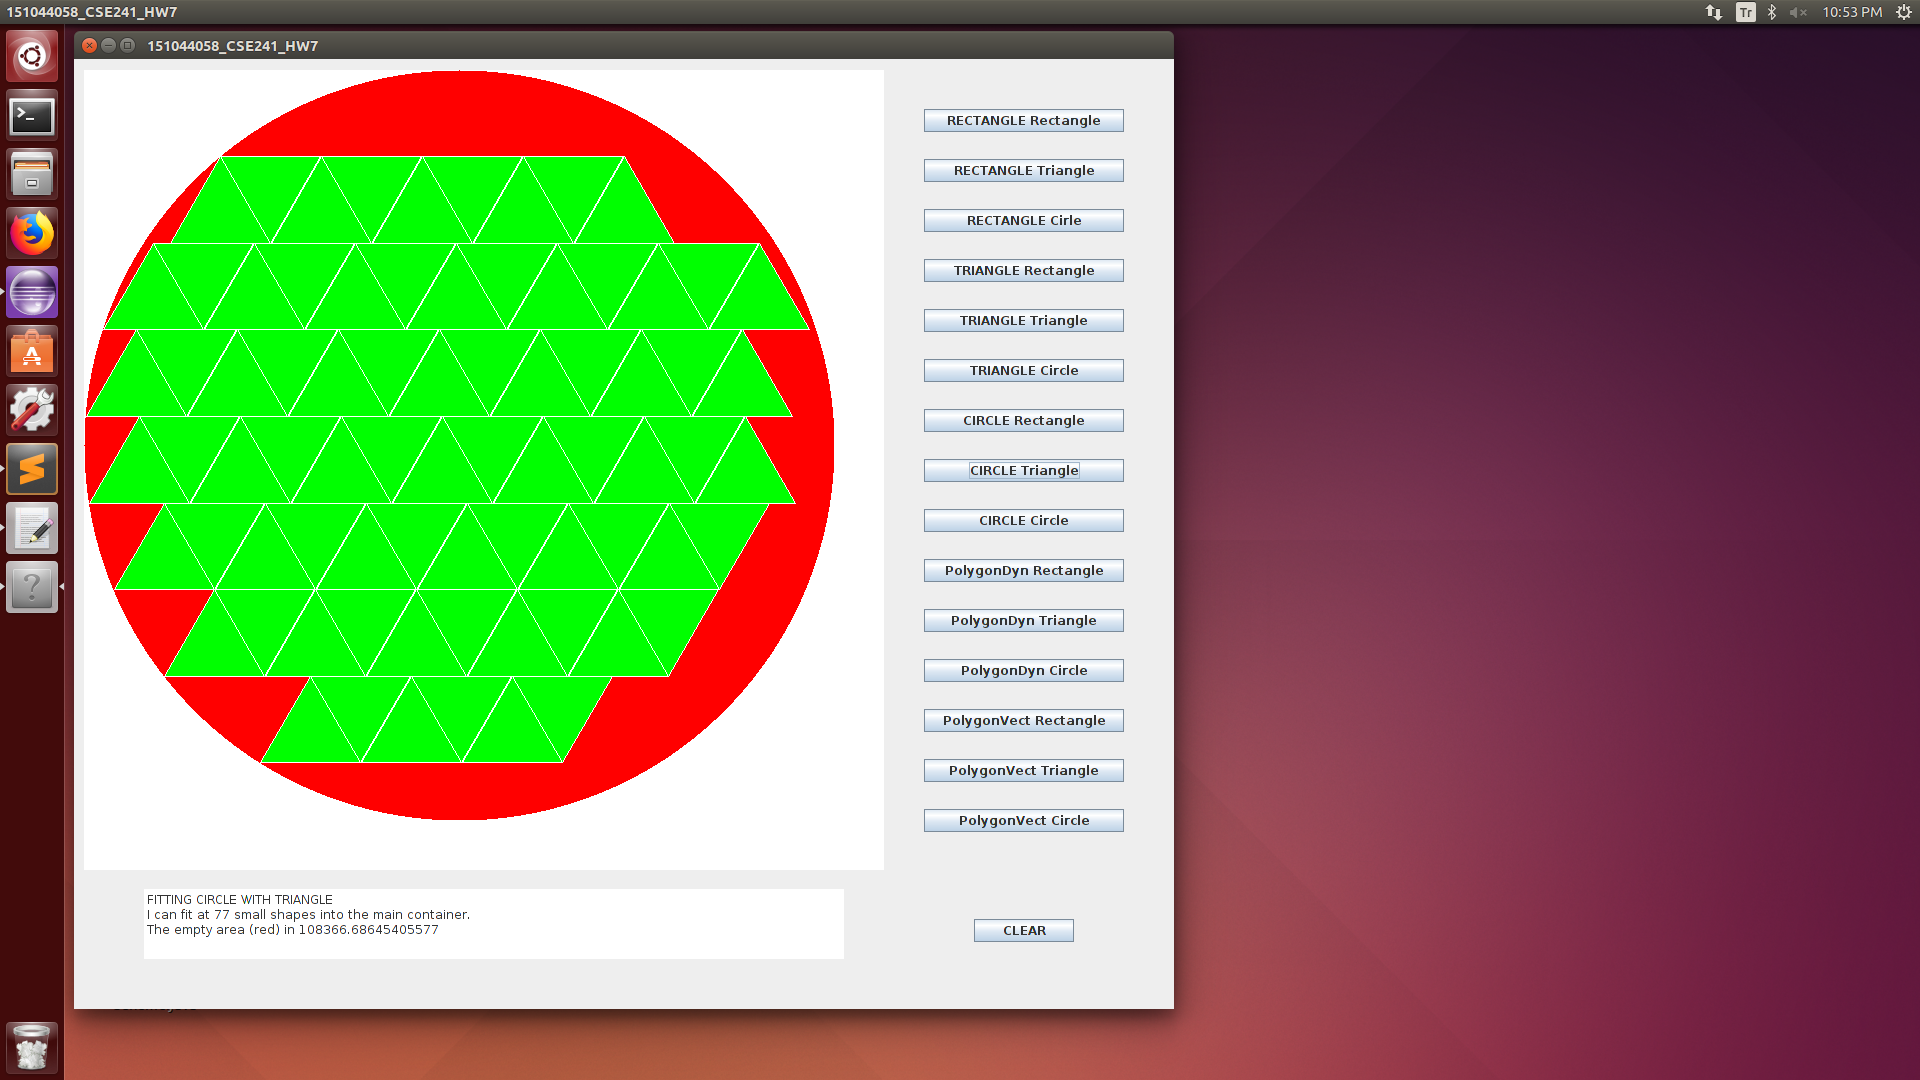 151044058_CSE241_HW7
Tr
10:53 PM
151044058_CSE241_HW7
RECTANGLE Rectangle
RECTANGLE Triangle
RECTANGLE Cirle
TRIANGLE Rectangle
TRIANGLE Triangle
TRIANGLE Circle
CIRCLE Rectangle
CIRCLE Triangle
CIRCLE Circle
PolygonDyn Rectangle
PolygonDyn Triangle
PolygonDyn Circle
PolygonVect Rectangle
PolygonVect Triangle
PolygonVect Circle
FITTING CIRCLE WITH TRIANGLE
I can fit at 77 small shapes into the main container.
The empty area (red) in 108366.68645405577
CLEAR